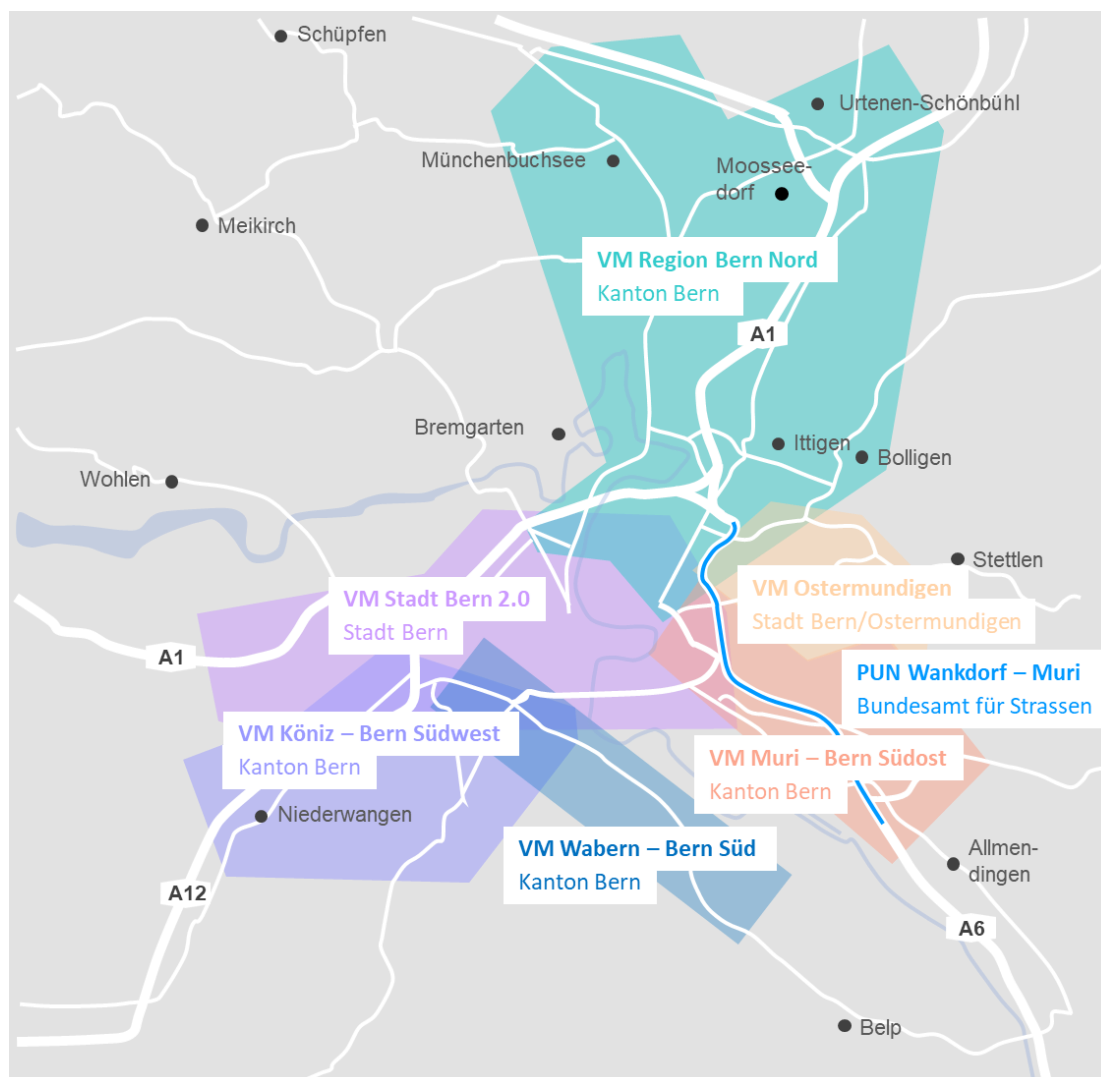 Schüpfen
Urtenen-Schönbühl
Münchenbuchsee
Moossee-
dorf
Meikirch
VM Region Bern Nord
Kanton Bern
A1
Bremgarten
Ittigen
Bolligen
Wohlen
Stettlen
VM Ostermundigen
Stadt Bern/Ostermundigen
VM Stadt Bern 2.0
Stadt Bern
A1
PUN Wankdorf – Muri
Bundesamt für Strassen
VM Köniz – Bern Südwest
Kanton Bern
VM Muri – Bern Südost
Kanton Bern
Niederwangen
VM Wabern – Bern Süd
Kanton Bern
Allmen-
dingen
A12
A6
Belp